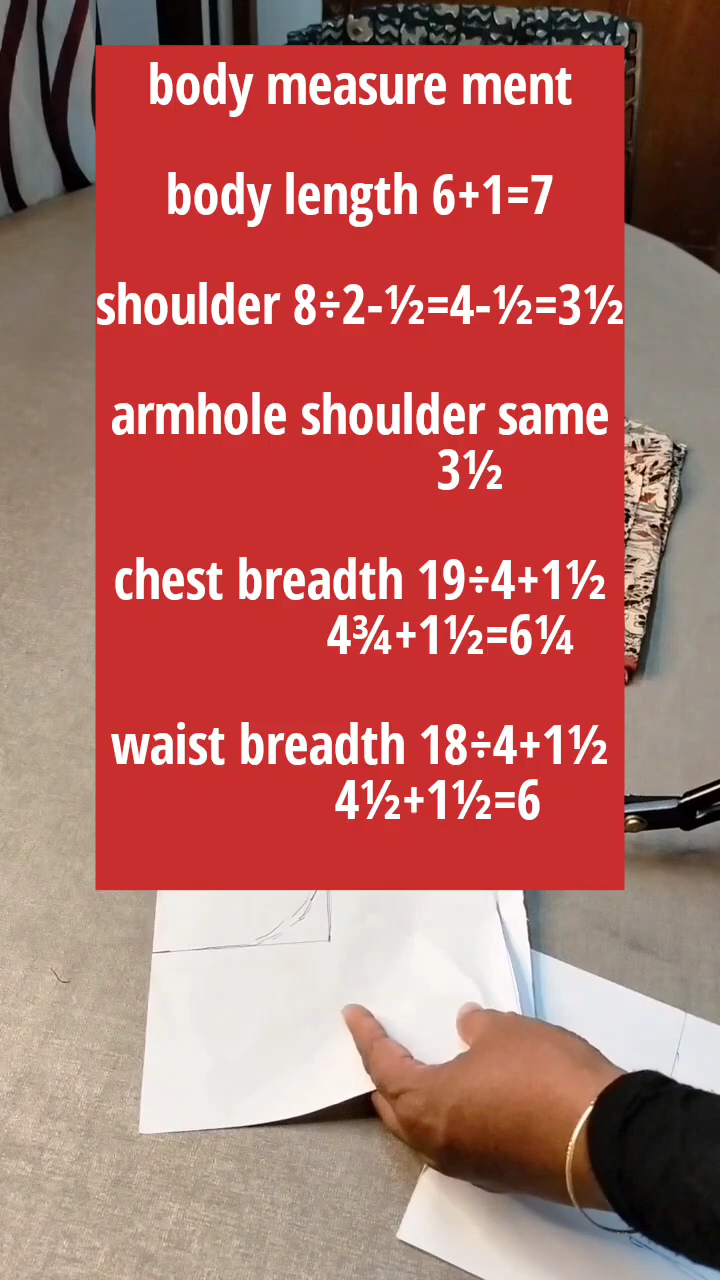 body measure ment
body length 6+1=7
shoulder 8÷2-½=4-½=3½
armhole shoulder same
3½
chest breadth 19÷4+1½
4¾+1½=6¼
waist breadth 18÷4+1½
4½+1½=6